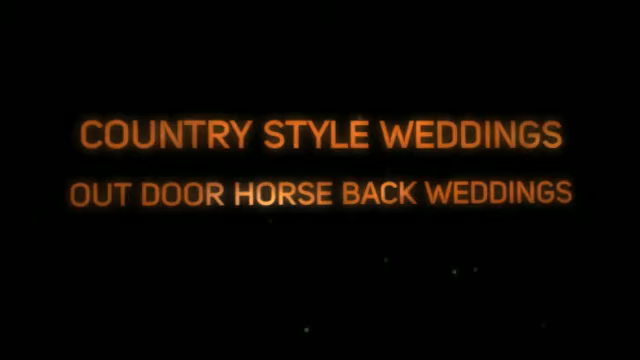 COUNTRY STYLE WEDDINGS
OUT DOOR HORSE BACK WEDDINGS